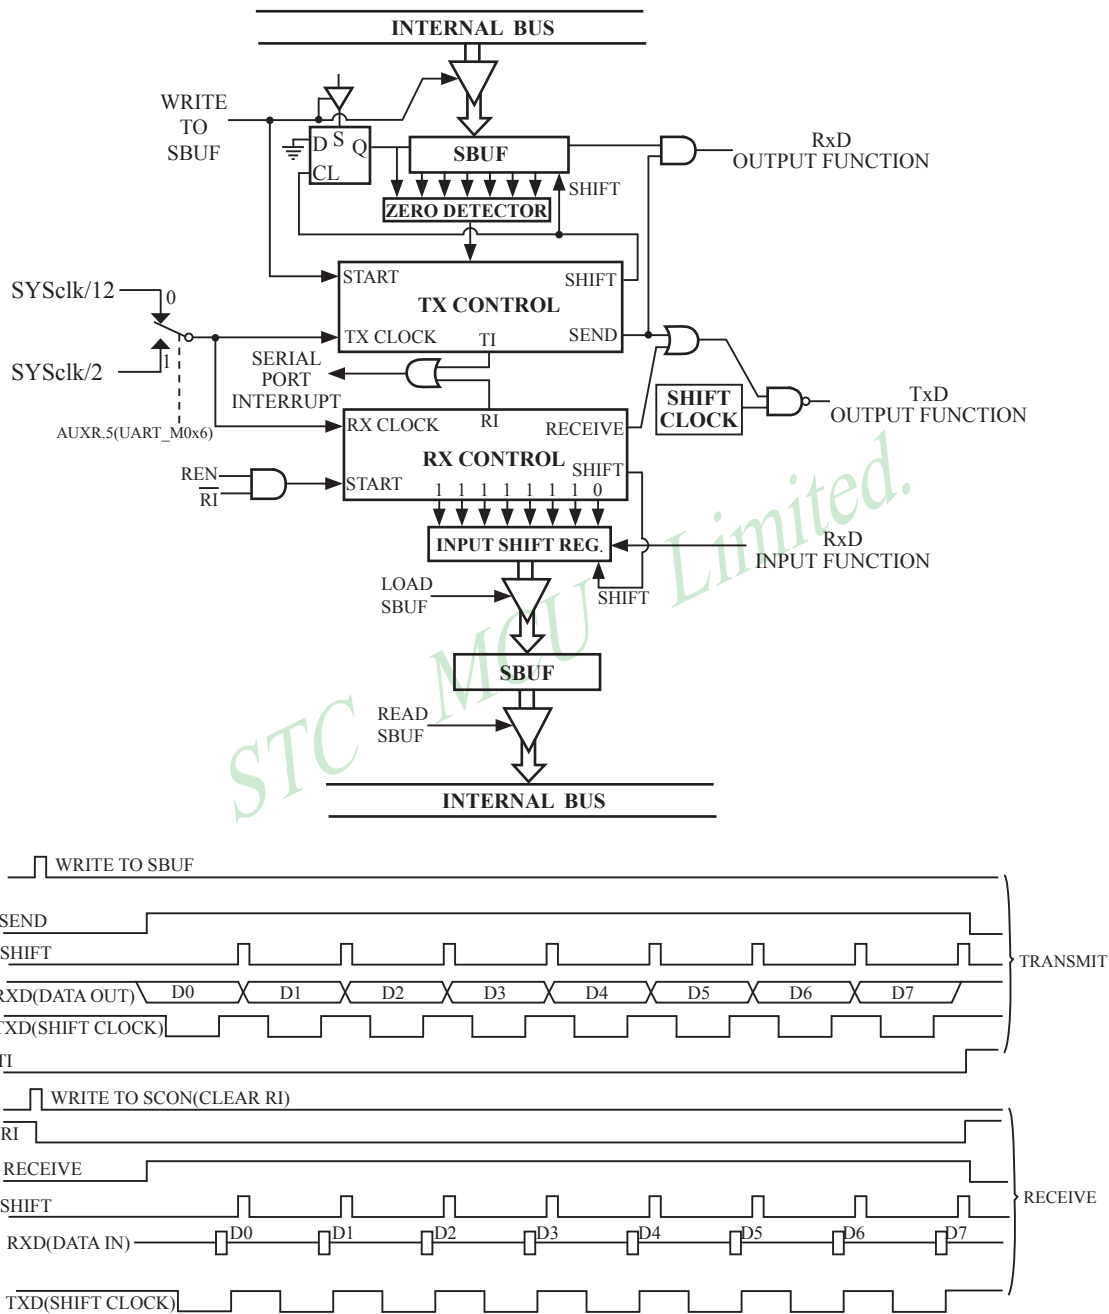 INTERNAL BUS
WRITE
TO
SBUF
D S Q
CL
SBUF
RxD
OUTPUT FUNCTION
SHIFT
ZERO DETECTOR
START
SHIFT
TX CONTROL
SYSclk/12
0
TX CLOCK
TI
SEND
SYSclk/2
1
SERIAL
PORT
INTERRUPT
SHIFT
CLOCK
TxD
OUTPUT FUNCTION
AUXR.5(UART_M0x6)
RX CLOCK
RI
RECEIVE
RX CONTROL
SHIFT
REN
RI
START
1 1 1 1 1 1 1 0
INPUT SHIFT REG.
RxD
INPUT FUNCTION
LOAD
SBUF
SHIFT
SBUF
READ
SBUF
INTERNAL BUS
STC MCU Limited.
WRITE TO SBUF
SEND
SHIFT
RXD(DATA OUT) D0 D1 D2 D3 D4 D5 D6 D7
TXD(SHIFT CLOCK)
TI
TRANSMIT
WRITE TO SCON(CLEAR RI)
RI
RECEIVE
SHIFT
RECEIVE
RXD(DATA IN) D0 D1 D2 D3 D4 D5 D6 D7
TXD(SHIFT CLOCK)